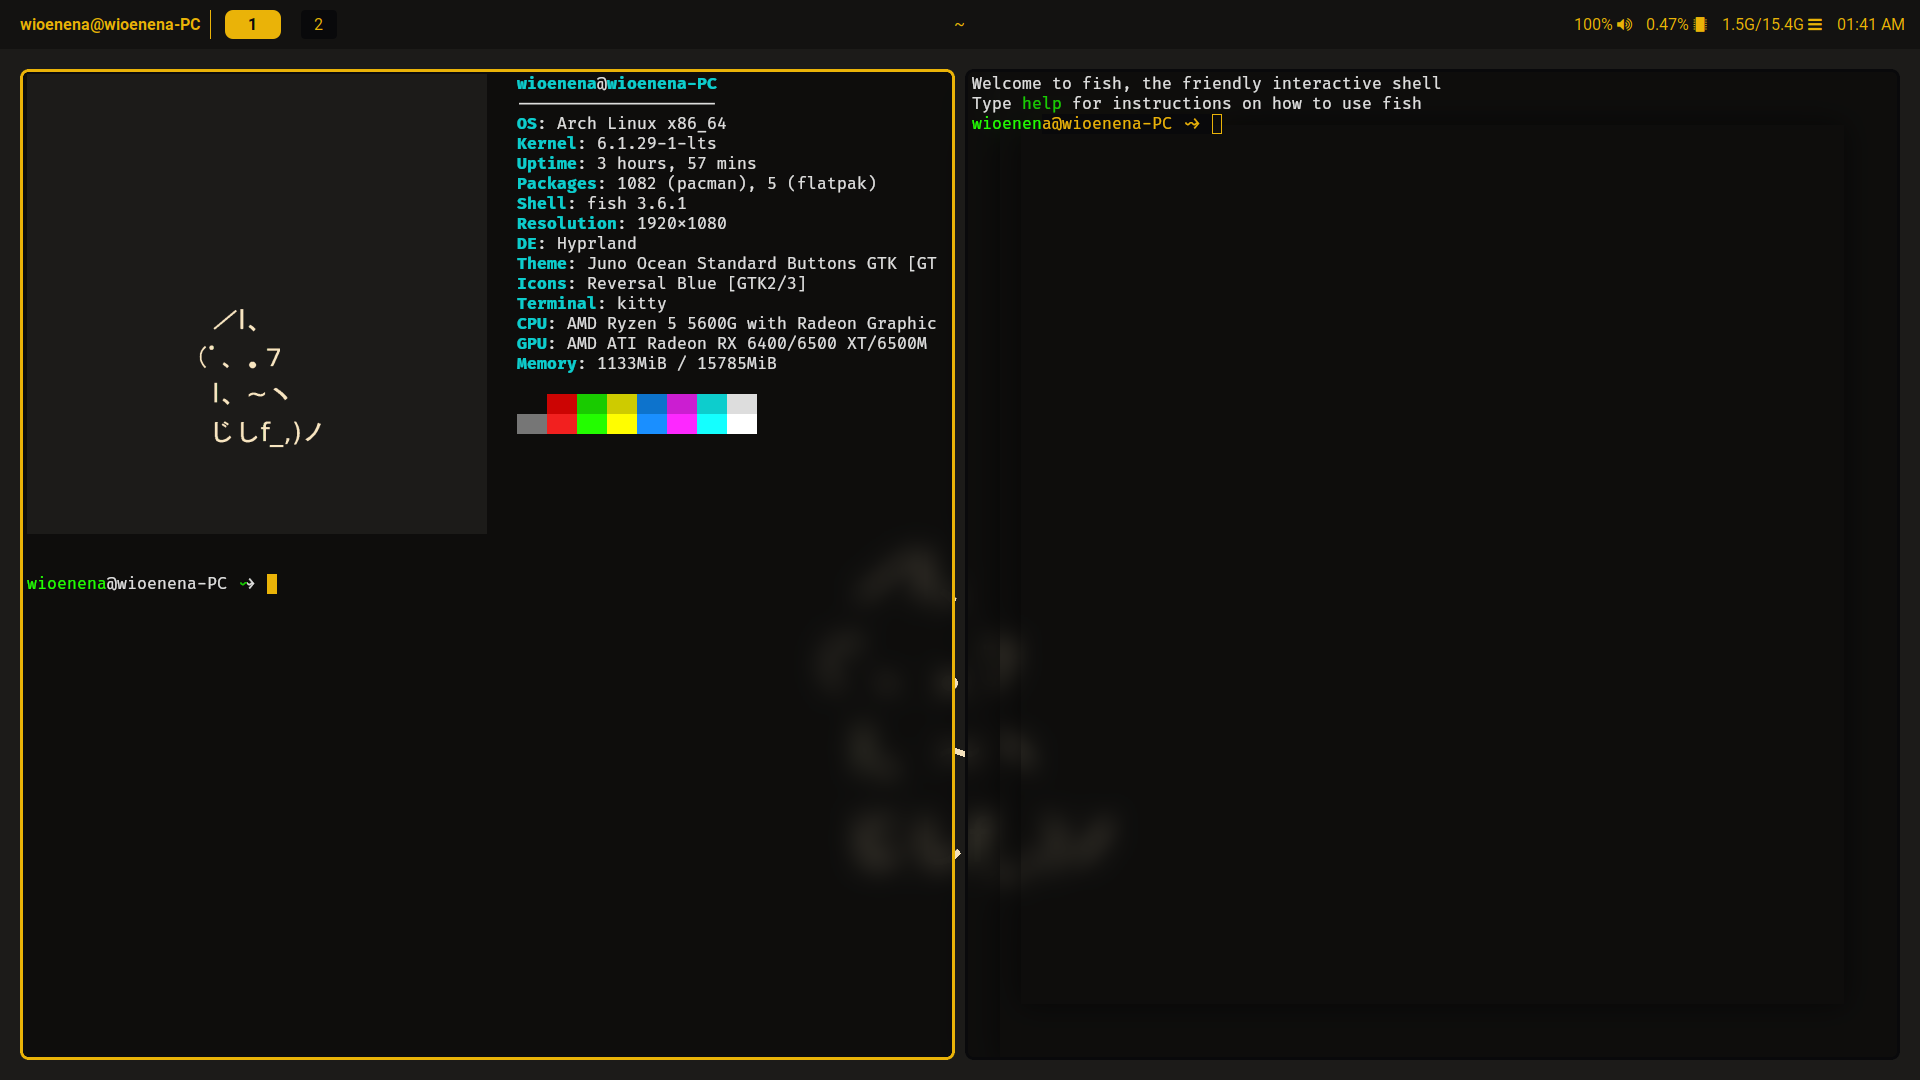 wioenena@wioenena-PC
1
2
~
100%
0.47%
1.5G/15.4G
01:41 AM
／l、
（ﾟ､ 。７
l、~ヽ
じしf_,)ノ
wioenena@wioenena-PC
OS: Arch Linux x86_64
Kernel: 6.1.29-1-lts
Uptime: 3 hours, 57 mins
Packages: 1082 (pacman), 5 (flatpak)
Shell: fish 3.6.1
Resolution: 1920×1080
DE: Hyprland
Theme: Juno Ocean Standard Buttons GTK [GT
Icons: Reversal Blue [GTK2/3]
Terminal: kitty
CPU: AMD Ryzen 5 5600G with Radeon Graphic
GPU: AMD ATI Radeon RX 6400/6500 XT/6500M
Memory: 1133MiB / 15785MiB
wioenena@wioenena-PC ⤳
Welcome to fish, the friendly interactive shell
Type help for instructions on how to use fish
wioenena@wioenena-PC ⤳